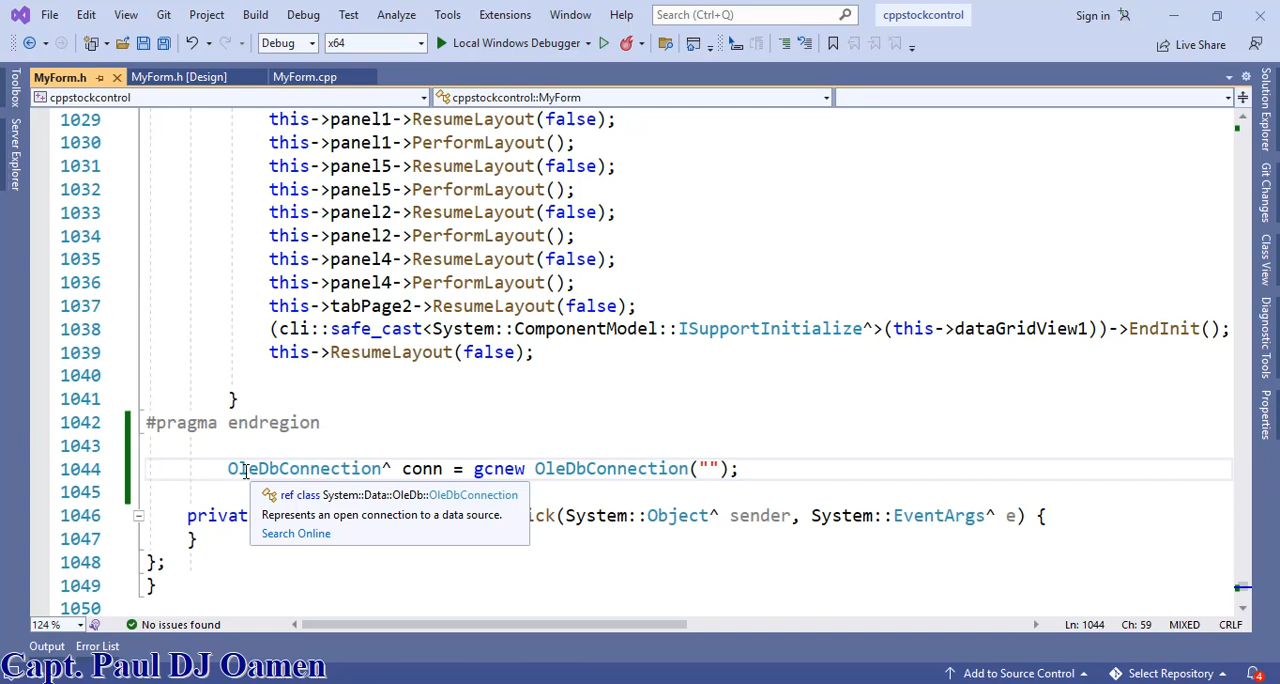 File Edit View Git Project Build Debug Test Analyze Tools Extensions Window Help Search (Ctrl+Q) cppstockcontrol Sign in
Debug x64 Local Windows Debugger Live Share
MyForm.h MyForm.h [Design] MyForm.cpp
cppstockcontrol cppstockcontrol::MyForm
Toolbox
Server Explorer
1029 this->panel1->ResumeLayout(false);
1030 this->panel1->PerformLayout();
1031 this->panel5->ResumeLayout(false);
1032 this->panel5->PerformLayout();
1033 this->panel2->ResumeLayout(false);
1034 this->panel2->PerformLayout();
1035 this->panel4->ResumeLayout(false);
1036 this->panel4->PerformLayout();
1037 this->tabPage2->ResumeLayout(false);
1038 (cli::safe_cast<System::ComponentModel::ISupportInitialize^>(this->dataGridView1))->EndInit();
1039 this->ResumeLayout(false);
1040
1041 }
1042 #pragma endregion
1043
1044 OleDbConnection^ conn = gcnew OleDbConnection("");
1045
ref class System::Data::OleDb::OleDbConnection
Represents an open connection to a data source.
Search Online
1046 privat ick(System::Object^ sender, System::EventArgs^ e) {
1047 }
1048 };
1049 }
1050
Solution Explorer
Git Changes
Class View
Diagnostic Tools
Properties
124 % No issues found Ln: 1044 Ch: 59 MIXED CRLF
Output Error List
Capt. Paul DJ Oamen
Add to Source Control Select Repository 4